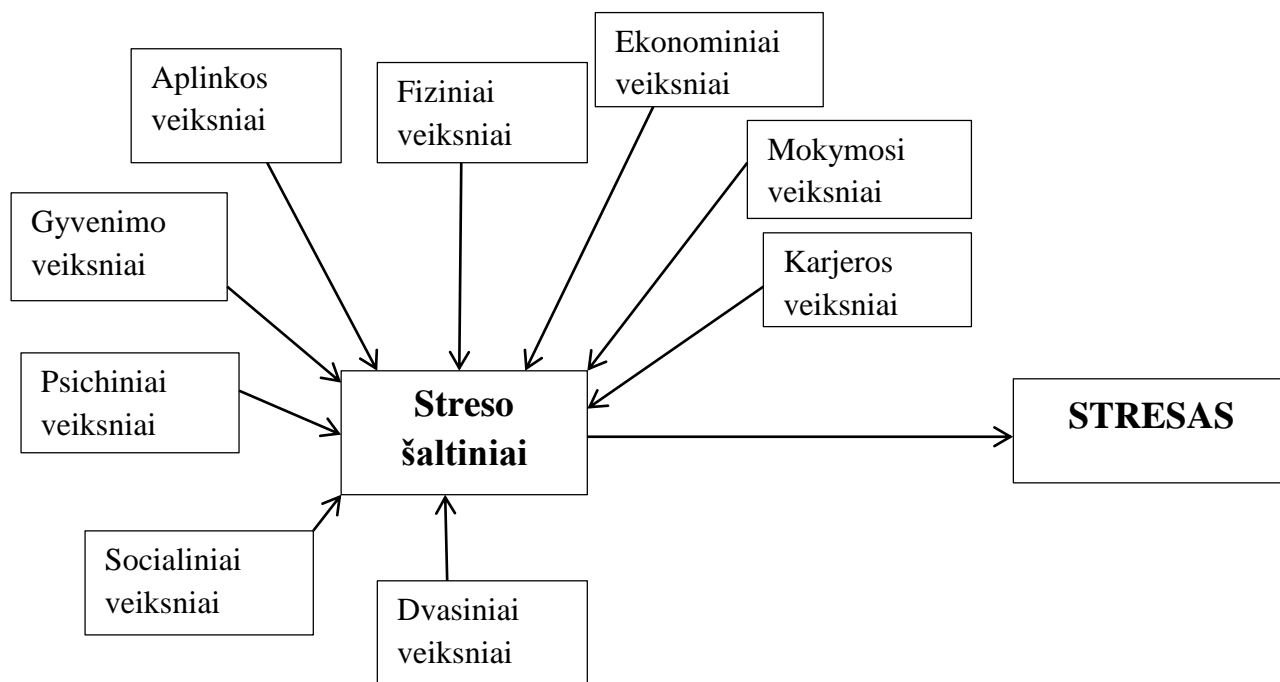 Aplinkos
veiksniai
Fiziniai
veiksniai
Ekonominiai
veiksniai
Mokymosi
veiksniai
Gyvenimo
veiksniai
Karjeros
veiksniai
Psichiniai
veiksniai
Streso
šaltiniai
STRESAS
Socialiniai
veiksniai
Dvasiniai
veiksniai